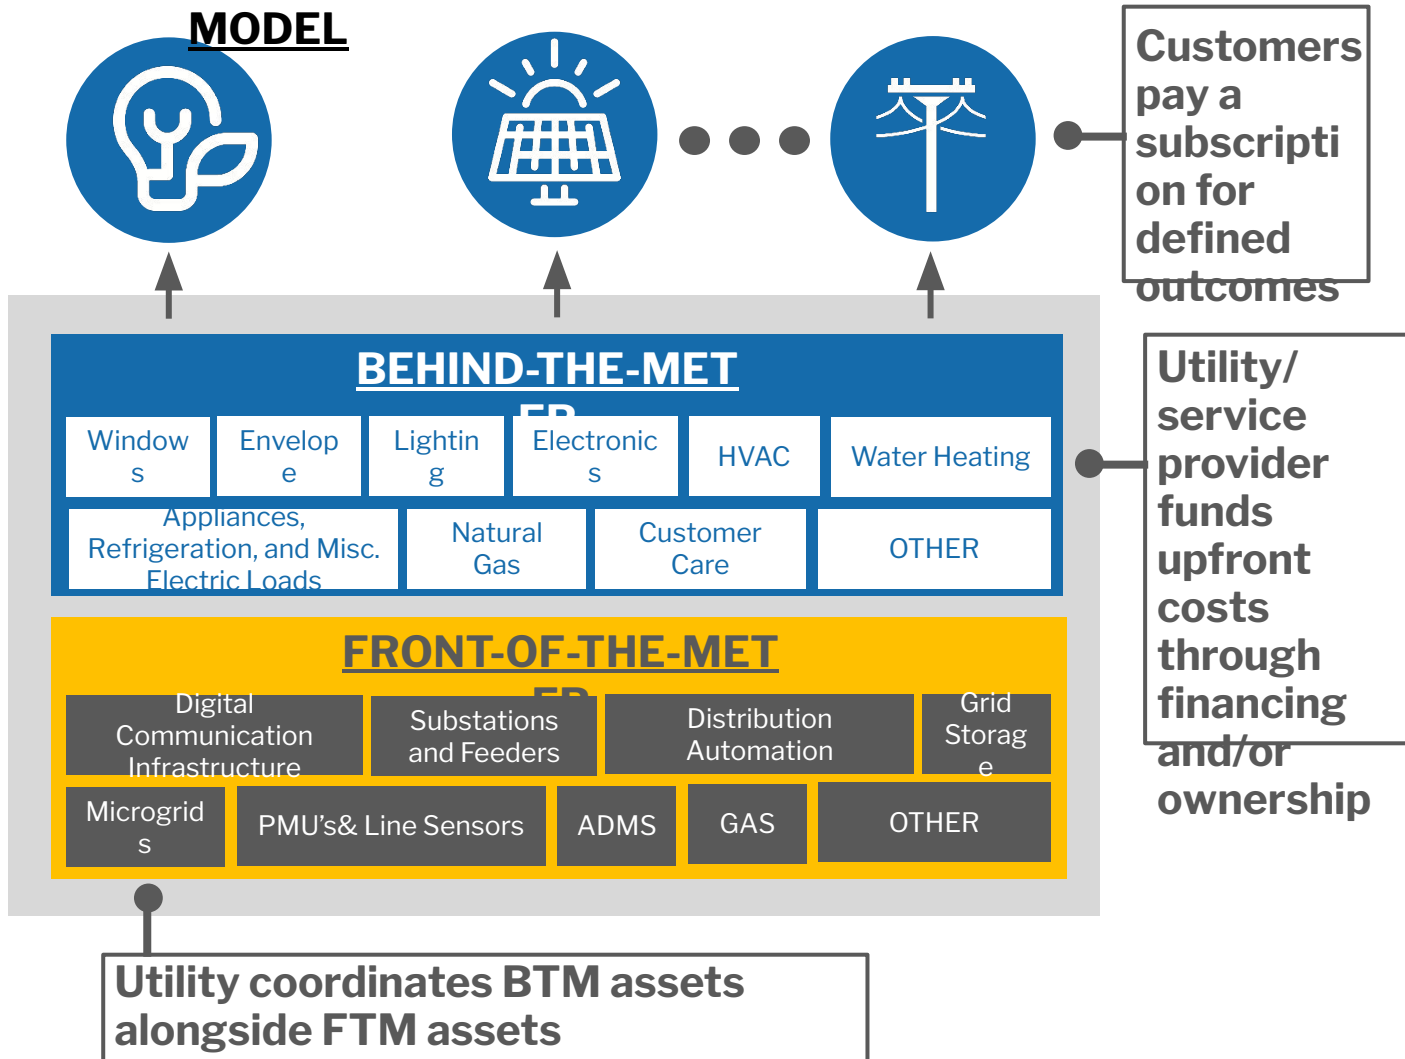 MODEL
Customers
pay a
subscripti
on for
defined
outcomes
BEHIND-THE-MET
ER
Window
s
Envelop
e
Lightin
g
Electronic
s
HVAC
Water Heating
Appliances,
Refrigeration, and Misc.
Electric Loads
Natural
Gas
Customer
Care
OTHER
Utility/
service
provider
funds
upfront
costs
through
financing
and/or
ownership
FRONT-OF-THE-MET
ER
Digital
Communication
Infrastructure
Substations
and Feeders
Distribution
Automation
Grid
Storag
e
Microgrid
s
PMU's& Line Sensors
ADMS
GAS
OTHER
Utility coordinates BTM assets
alongside FTM assets